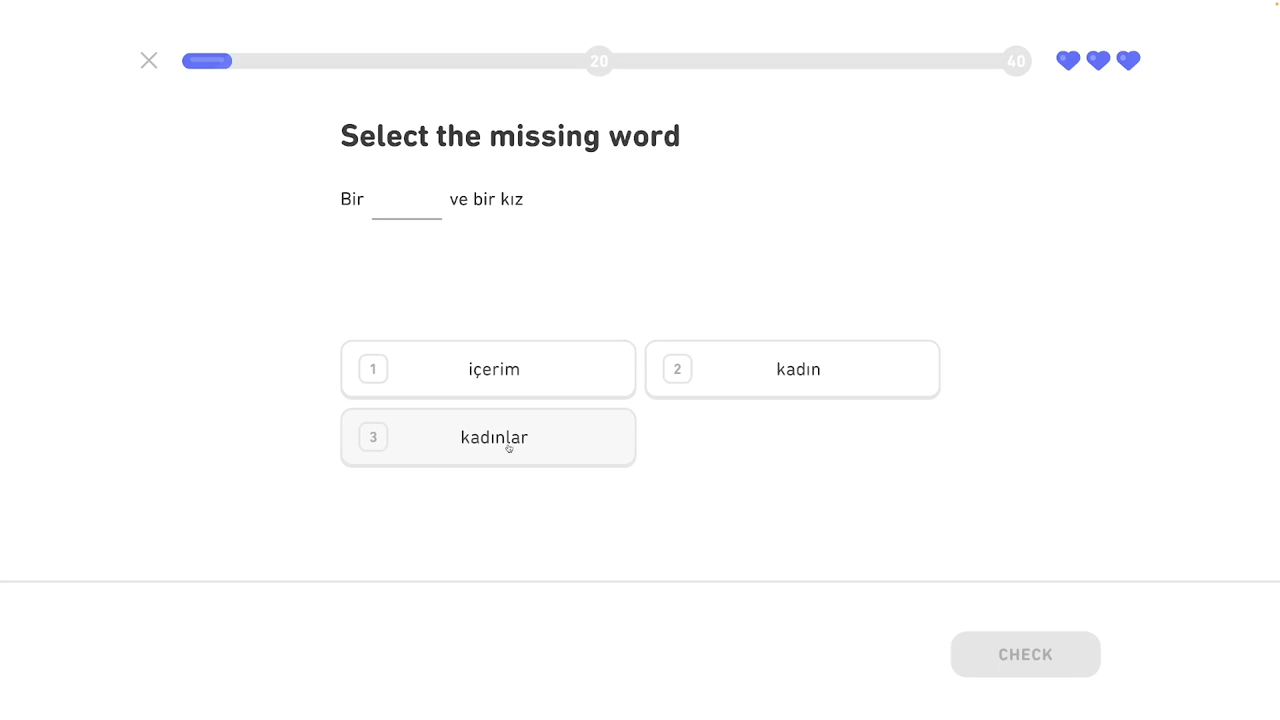 20
40
Select the missing word
Bir ve bir kız
1 içerim
2 kadın
3 kadınlar
CHECK